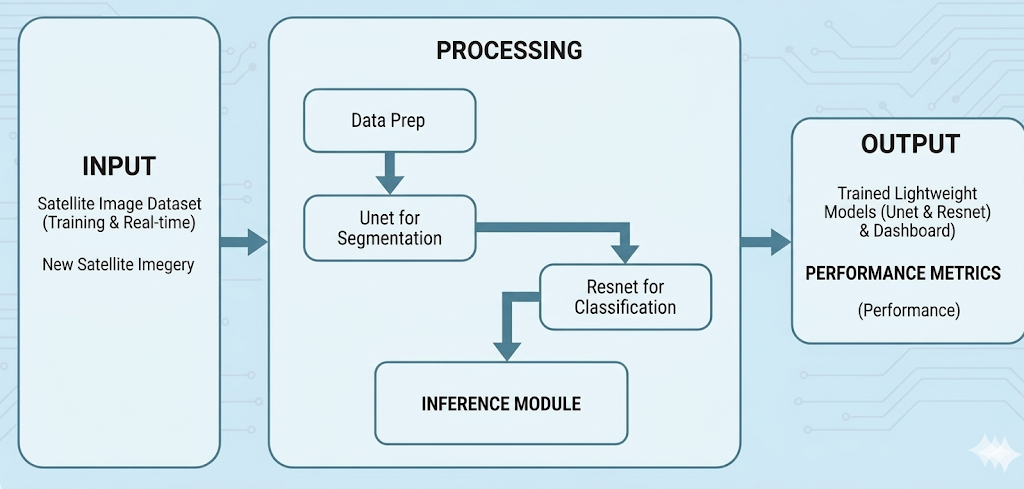 INPUT
Satellite Image Dataset
(Training & Real-time)
New Satellite Imegery
PROCESSING
Data Prep
Unet for
Segmentation
Resnet for
Classification
INFERENCE MODULE
OUTPUT
Trained Lightweight
Models (Unet & Resnet)
& Dashboard)
PERFORMANCE METRICS
(Performance)